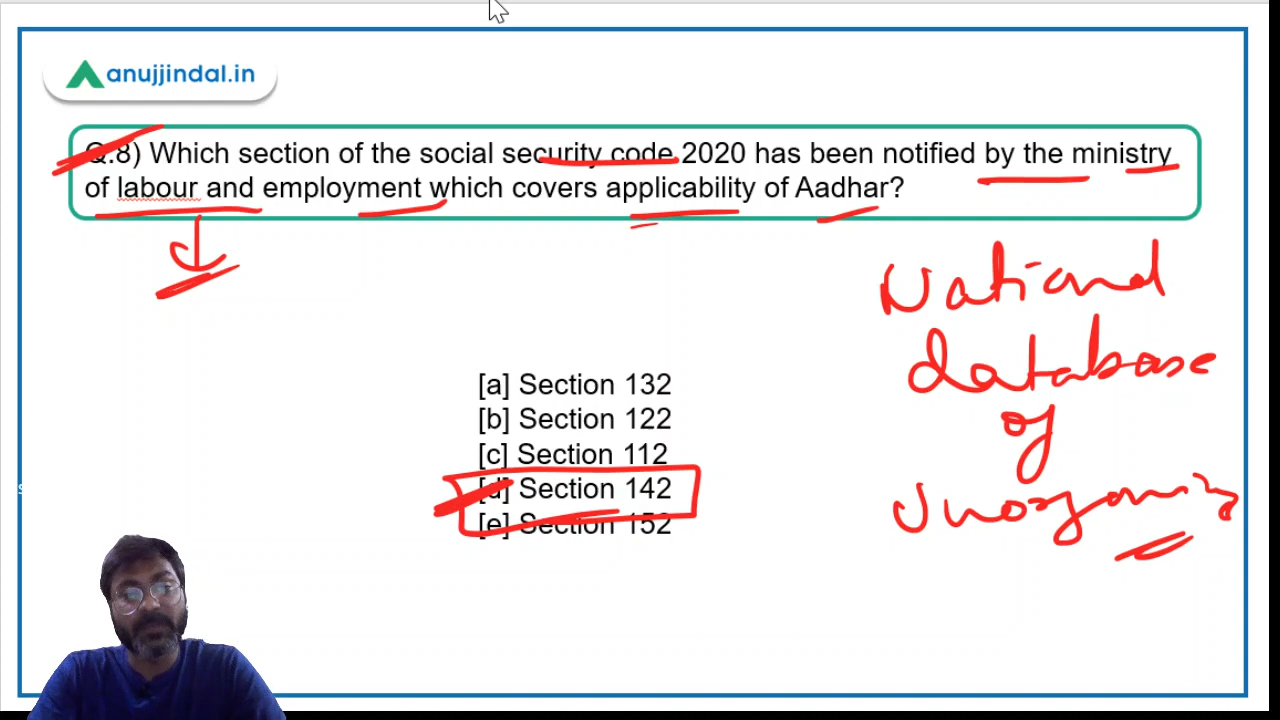 anujjindal.in
Q.8) Which section of the social security code 2020 has been notified by the ministry
of labour and employment which covers applicability of Aadhar?
National
database
of
[a] Section 132
[b] Section 122
[c] Section 112
[d] Section 142
[e] Section 152